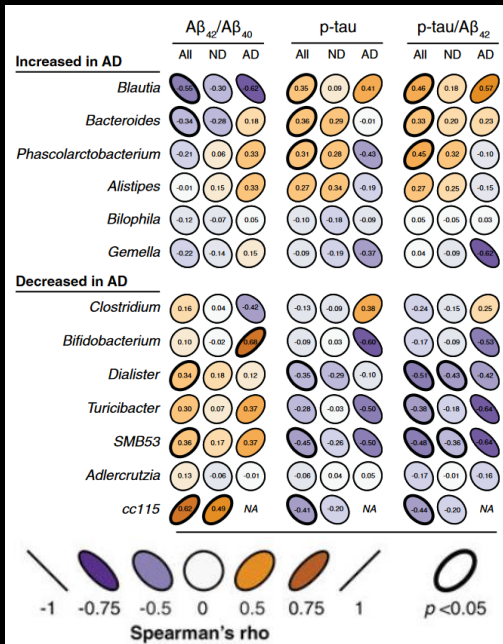 Aβ42/Aβ40 p-tau p-tau/Aβ42
Increased in AD All ND AD All ND AD All ND AD
Blautia -0.55 -0.30 -0.62 0.35 0.09 0.41 0.46 0.18 0.57
Bacteroides -0.34 -0.28 0.18 0.36 0.29 -0.01 0.33 0.20 0.23
Phascolarctobacterium -0.21 0.06 0.33 0.31 0.28 -0.43 0.45 0.32 -0.10
Alistipes -0.01 0.15 0.33 0.27 0.34 -0.19 0.27 0.25 -0.15
Bilophila -0.12 -0.07 0.05 -0.10 -0.18 -0.09 0.05 -0.05 0.03
Gemella -0.22 -0.14 0.15 -0.19 -0.19 -0.37 0.04 -0.09 -0.62
Decreased in AD
Clostridium 0.16 0.04 -0.42 -0.13 -0.09 0.38 -0.24 -0.15 0.25
Bifidobacterium 0.10 -0.02 0.68 -0.09 0.03 -0.60 -0.17 -0.09 -0.53
Dialister 0.34 0.18 0.12 -0.35 -0.29 -0.10 -0.51 -0.43 -0.42
Turicibacter 0.30 0.07 0.37 -0.28 -0.03 -0.50 -0.38 -0.18 -0.64
SMB53 0.36 0.17 0.37 -0.45 -0.26 -0.50 -0.48 -0.36 -0.64
Adlercrutzia 0.13 -0.06 -0.01 -0.06 0.04 0.05 -0.17 -0.01 -0.16
cc115 0.62 0.49 NA -0.41 -0.20 NA -0.44 -0.20 NA
-1 -0.75 -0.5 0 0.5 0.75 1 p<0.05
Spearman's rho